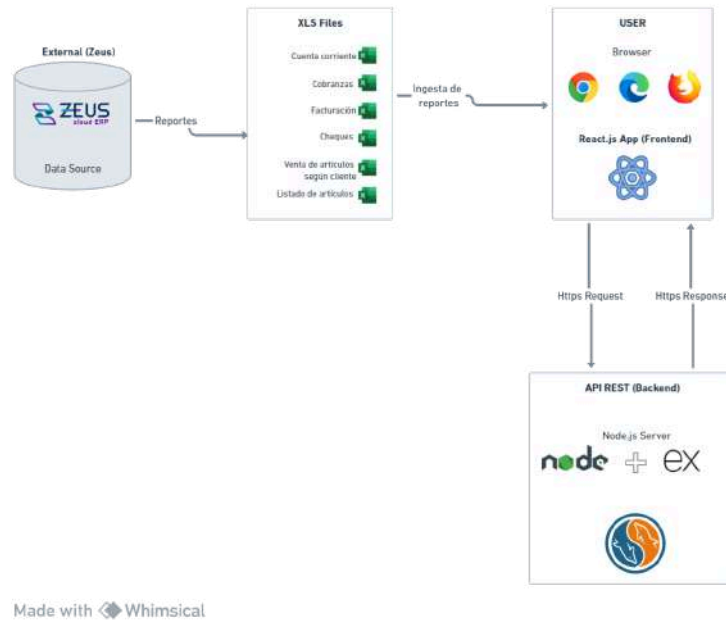 External (Zeus)
ZEUS
cloud ERP
Data Source
Reportes
XLS Files
Cuenta corriente
Cobranzas
Facturación
Cheques
Venta de artículos
según cliente
Listado de artículos
Ingesta de
reportes
USER
Browser
React.js App (Frontend)
Https Request
Https Response
API REST (Backend)
Node.js Server
node
ex
Made with Whimsical